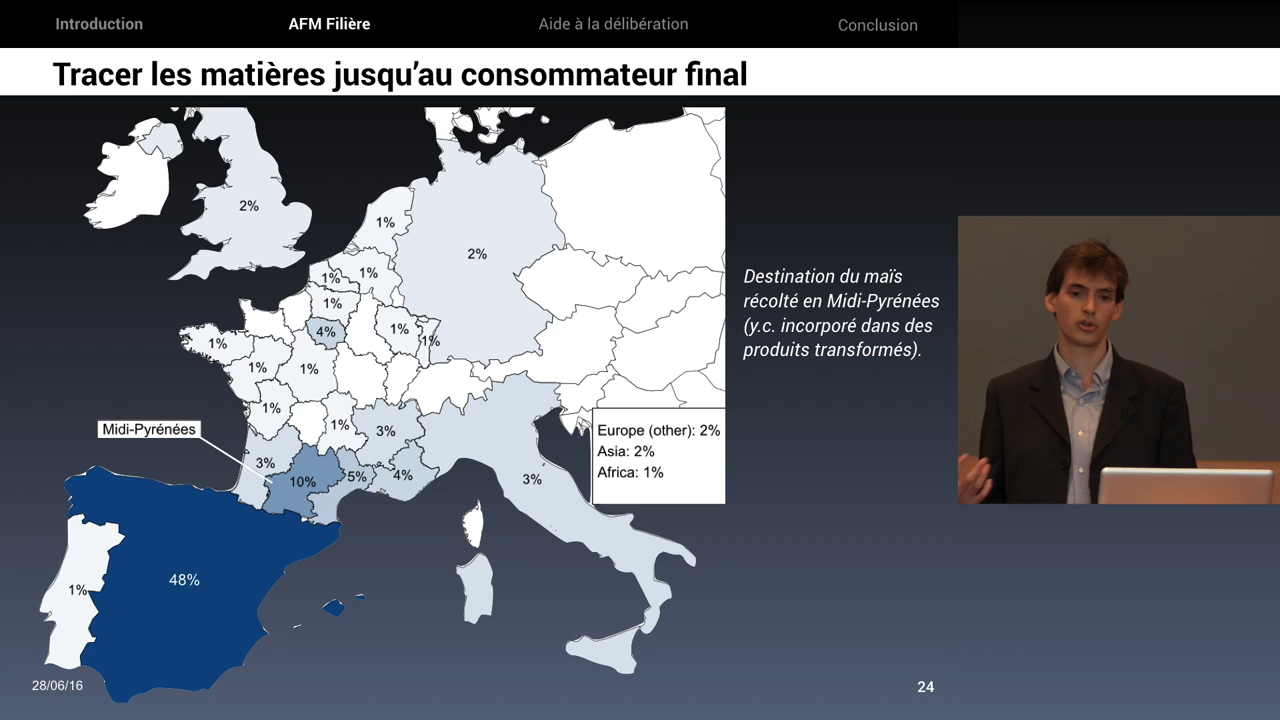 Introduction
AFM Filière
Aide à la délibération
Conclusion
Tracer les matières jusqu'au consommateur final
2%
1%
2%
1%
1%
1%
4%
1%
1%
1%
1%
1%
1%
1%
3%
Destination du maïs
récolté en Midi-Pyrénées
(y.c. incorporé dans des
produits transformés).
Midi-Pyrénées
3%
10%
5%
4%
3%
Europe (other): 2%
Asia: 2%
Africa: 1%
48%
1%
28/06/16
24